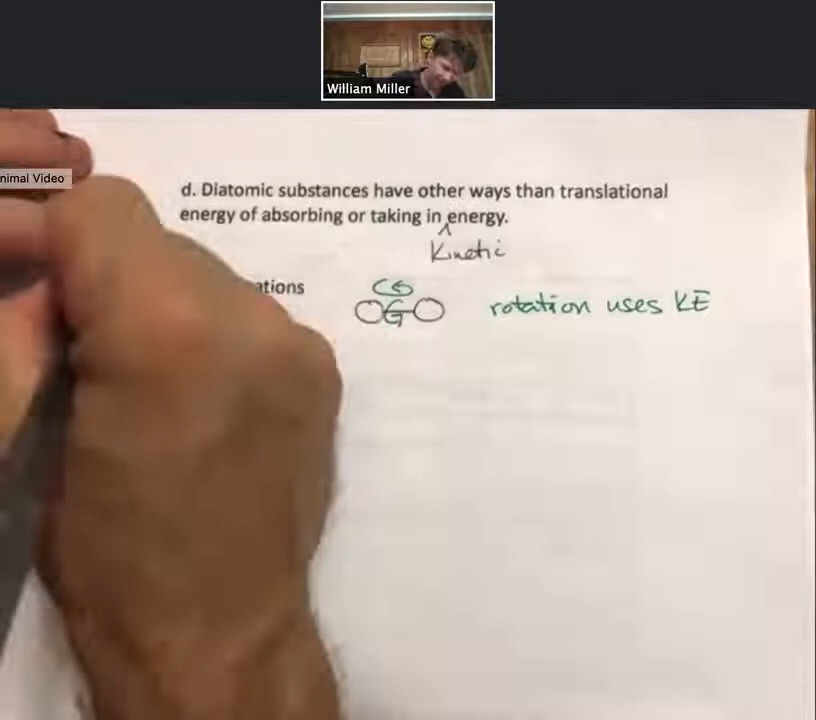 William Miller
nimal Video
d. Diatomic substances have other ways than translational
energy of absorbing or taking in energy.
^
Kinetic
ations
rotation uses KE